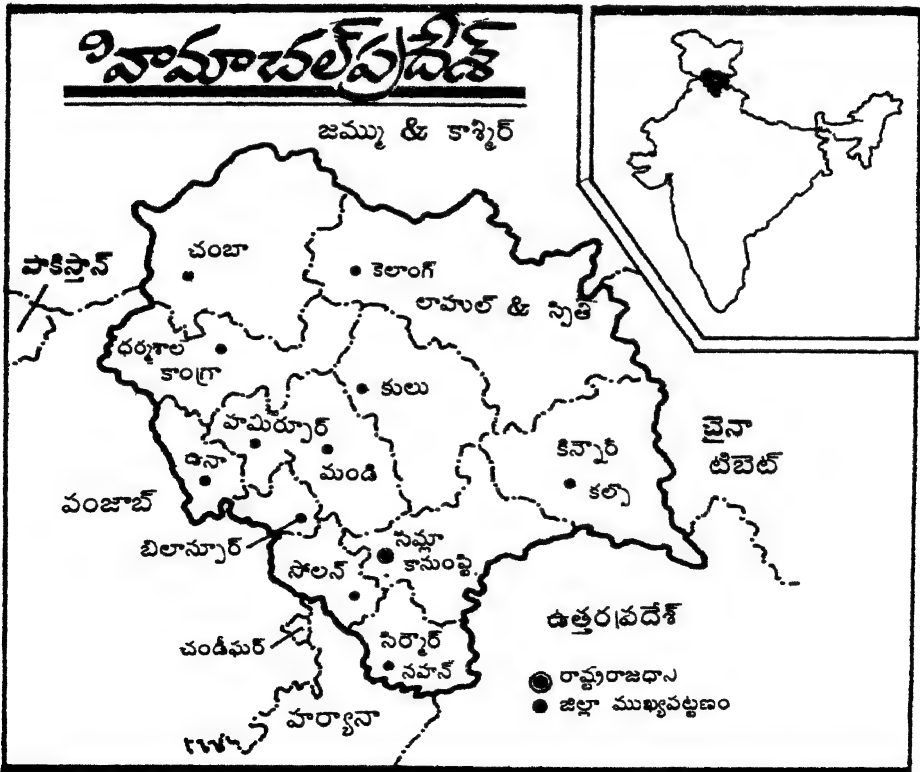 హిమాచల్‌ప్రదేశ్
జమ్ము & కాశ్మిర్
పాకిస్తాన్
చంబా
కెలాంగ్
లాహుల్ & స్పితి
ధర్మశాల
కాంగ్రా
కులు
హమిర్పూర్
ఉనా
మండి
కిన్నారీ
కల్ప
చైనా
టిబెట్
పంజాబ్
బిలాస్పూర్
సోలన్
సిమ్లా
సిర్మౌర్
నహన్
చండీఘర్
హర్యానా
ఉత్తరప్రదేశ్
రాష్ట్రరాజధాని
జిల్లా ముఖ్యపట్టణం